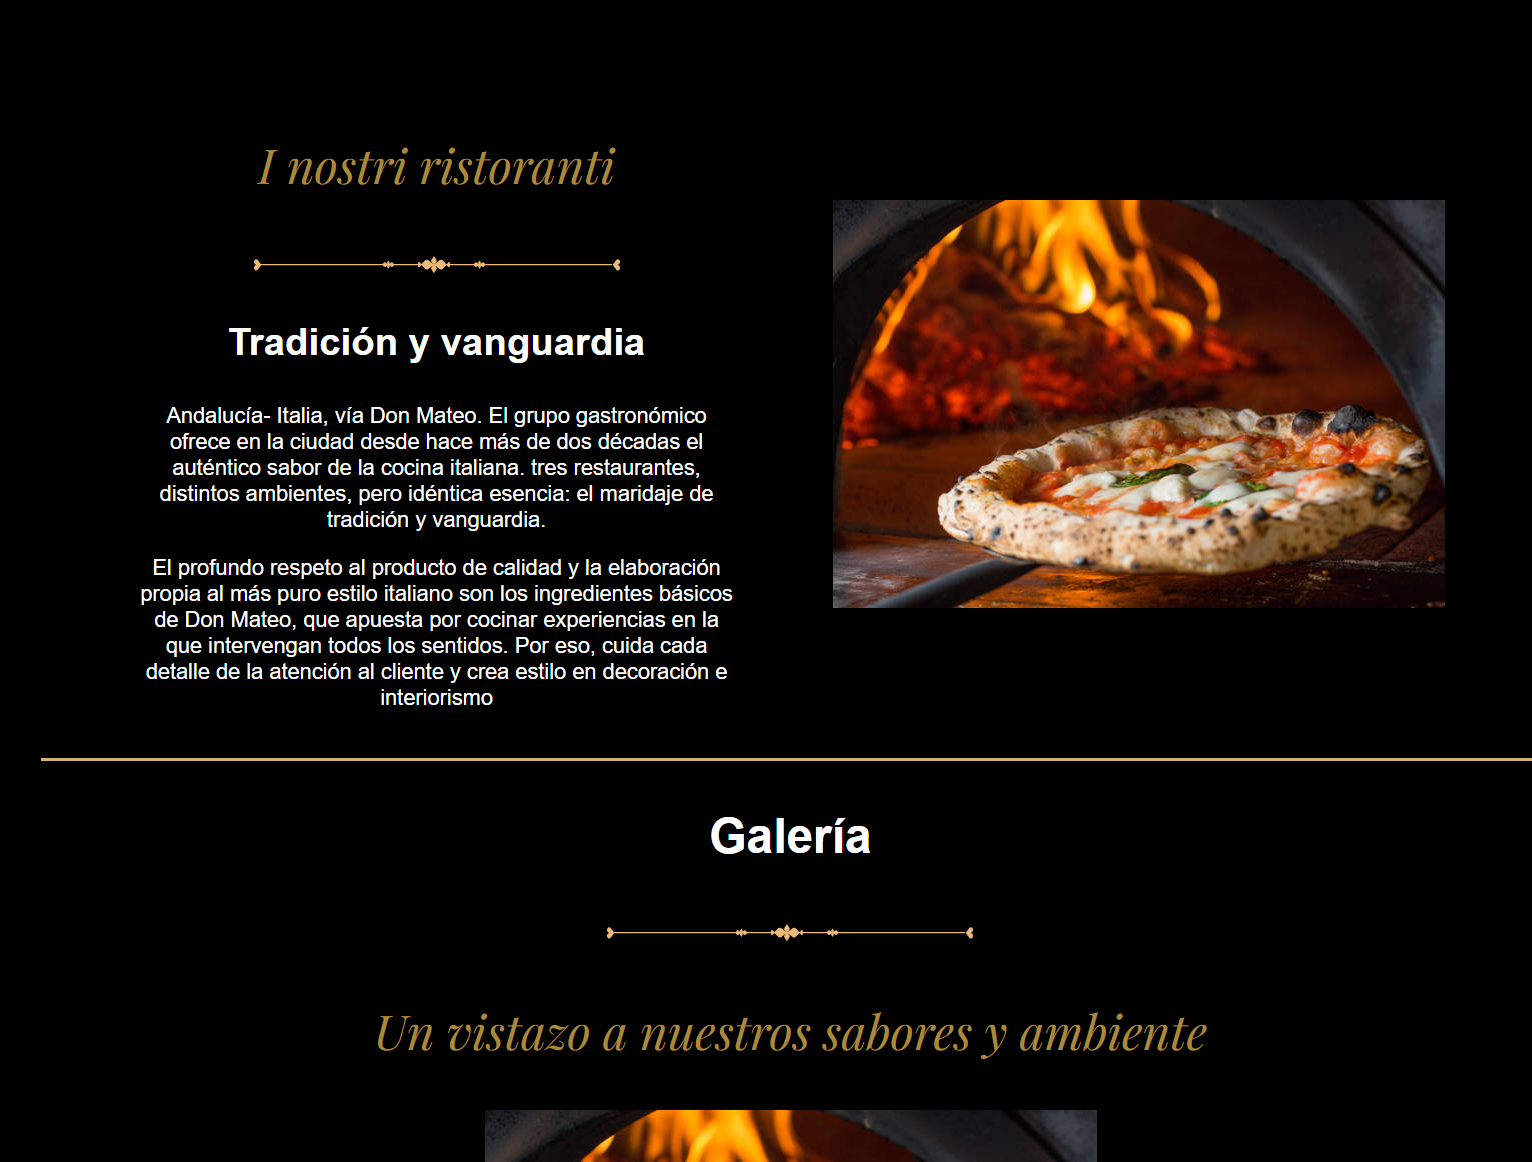 I nostri ristoranti
Tradición y vanguardia
Andalucía- Italia, vía Don Mateo. El grupo gastronómico
ofrece en la ciudad desde hace más de dos décadas el
auténtico sabor de la cocina italiana. tres restaurantes,
distintos ambientes, pero idéntica esencia: el maridaje de
tradición y vanguardia.
El profundo respeto al producto de calidad y la elaboración
propia al más puro estilo italiano son los ingredientes básicos
de Don Mateo, que apuesta por cocinar experiencias en la
que intervengan todos los sentidos. Por eso, cuida cada
detalle de la atención al cliente y crea estilo en decoración e
interiorismo
Galería
Un vistazo a nuestros sabores y ambiente